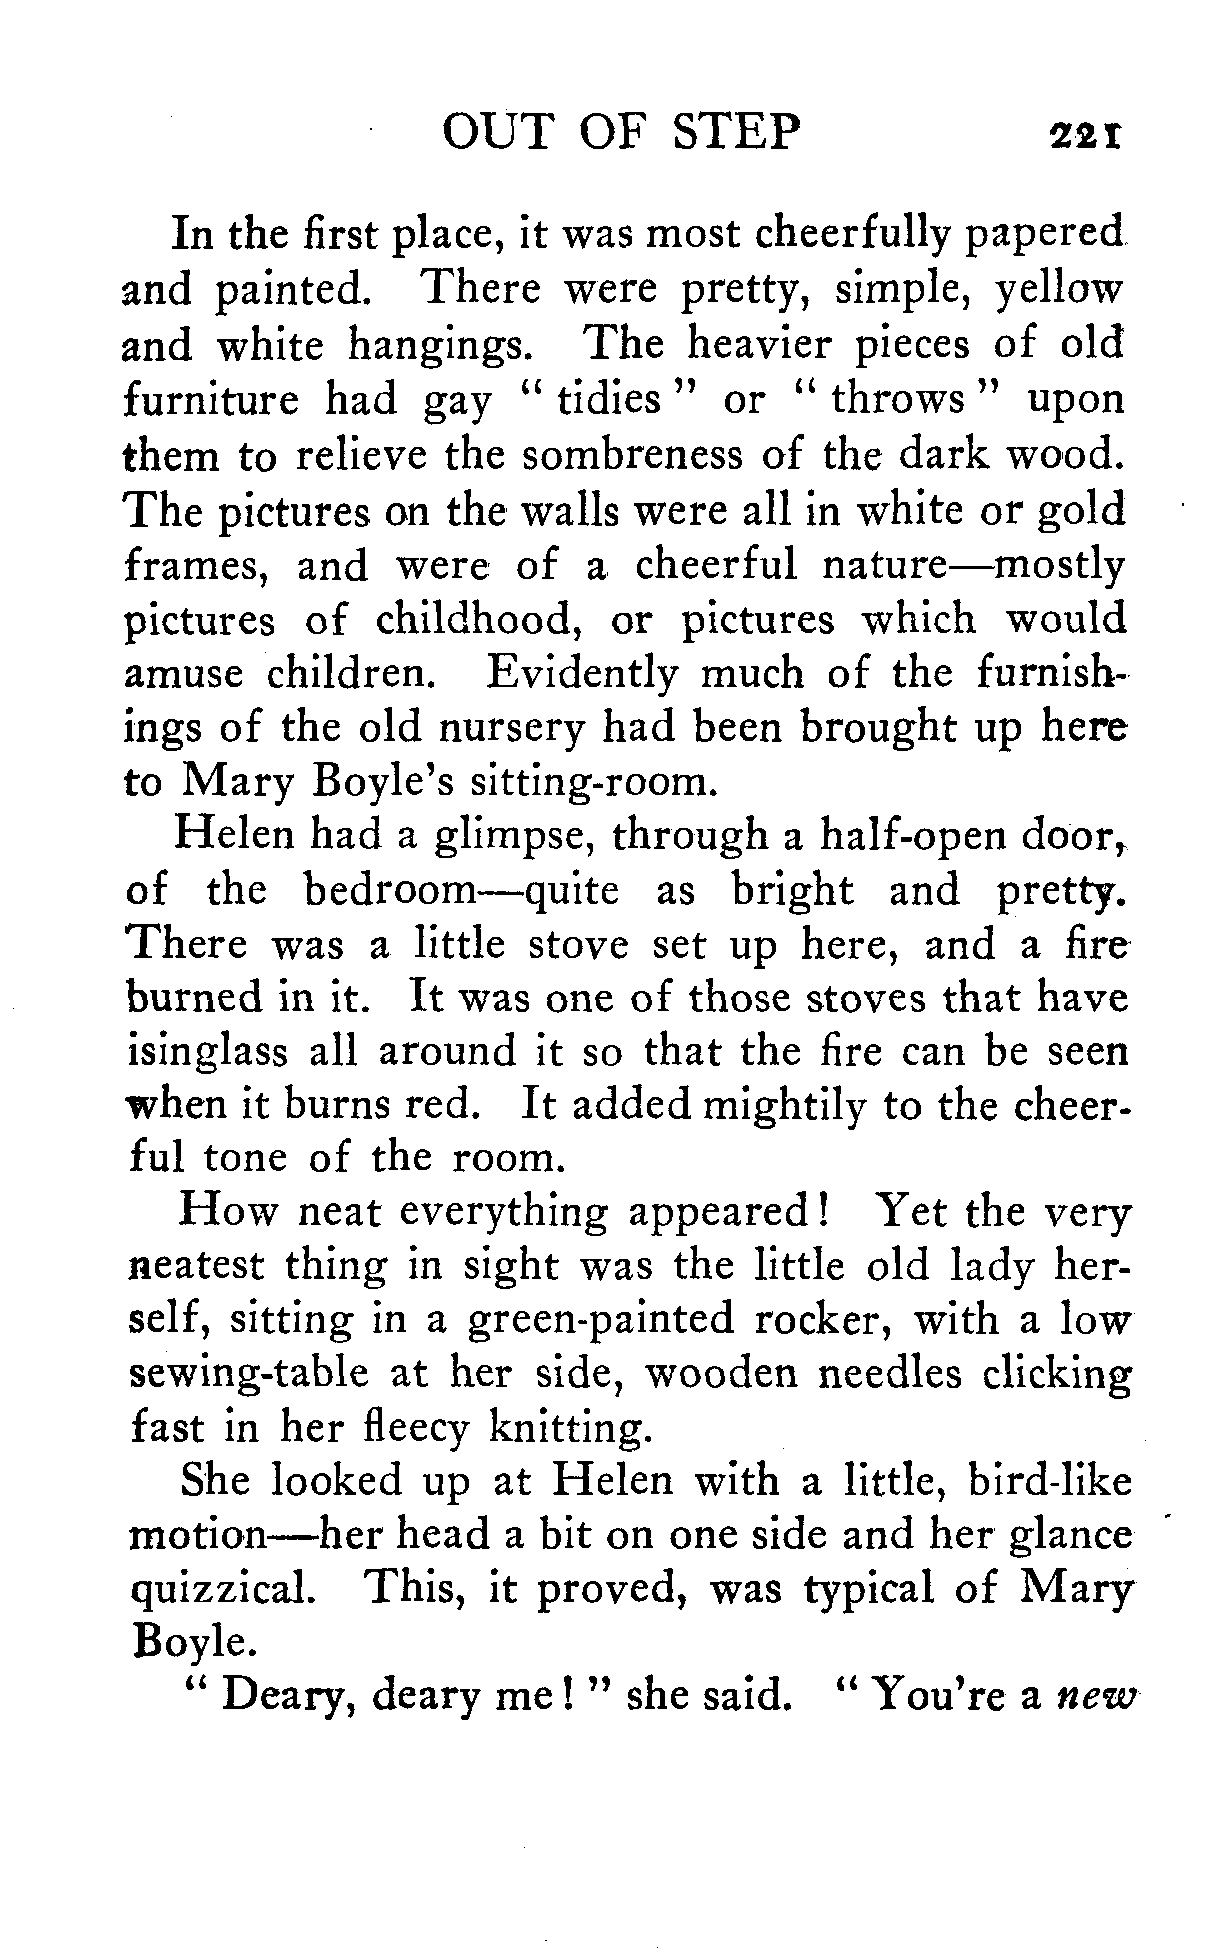 OUT OF STEP 221
In the first place, it was most cheerfully papered
and painted. There were pretty, simple, yellow
and white hangings. The heavier pieces of old
furniture had gay “ tidies ” or “ throws ” upon
them to relieve the sombreness of the dark wood.
The pictures on the walls were all in white or gold
frames, and were of a cheerful nature—mostly
pictures of childhood, or pictures which would
amuse children. Evidently much of the furnish-
ings of the old nursery had been brought up here
to Mary Boyle’s sitting-room.
Helen had a glimpse, through a half-open door,
of the bedroom—quite as bright and pretty.
There was a little stove set up here, and a fire
burned in it. It was one of those stoves that have
isinglass all around it so that the fire can be seen
when it burns red. It added mightily to the cheer-
ful tone of the room.
How neat everything appeared! Yet the very
neatest thing in sight was the little old lady her-
self, sitting in a green-painted rocker, with a low
sewing-table at her side, wooden needles clicking
fast in her fleecy knitting.
She looked up at Helen with a little, bird-like
motion—her head a bit on one side and her glance
quizzical. This, it proved, was typical of Mary
Boyle.
“ Deary, deary me! ” she said. “ You’re a new